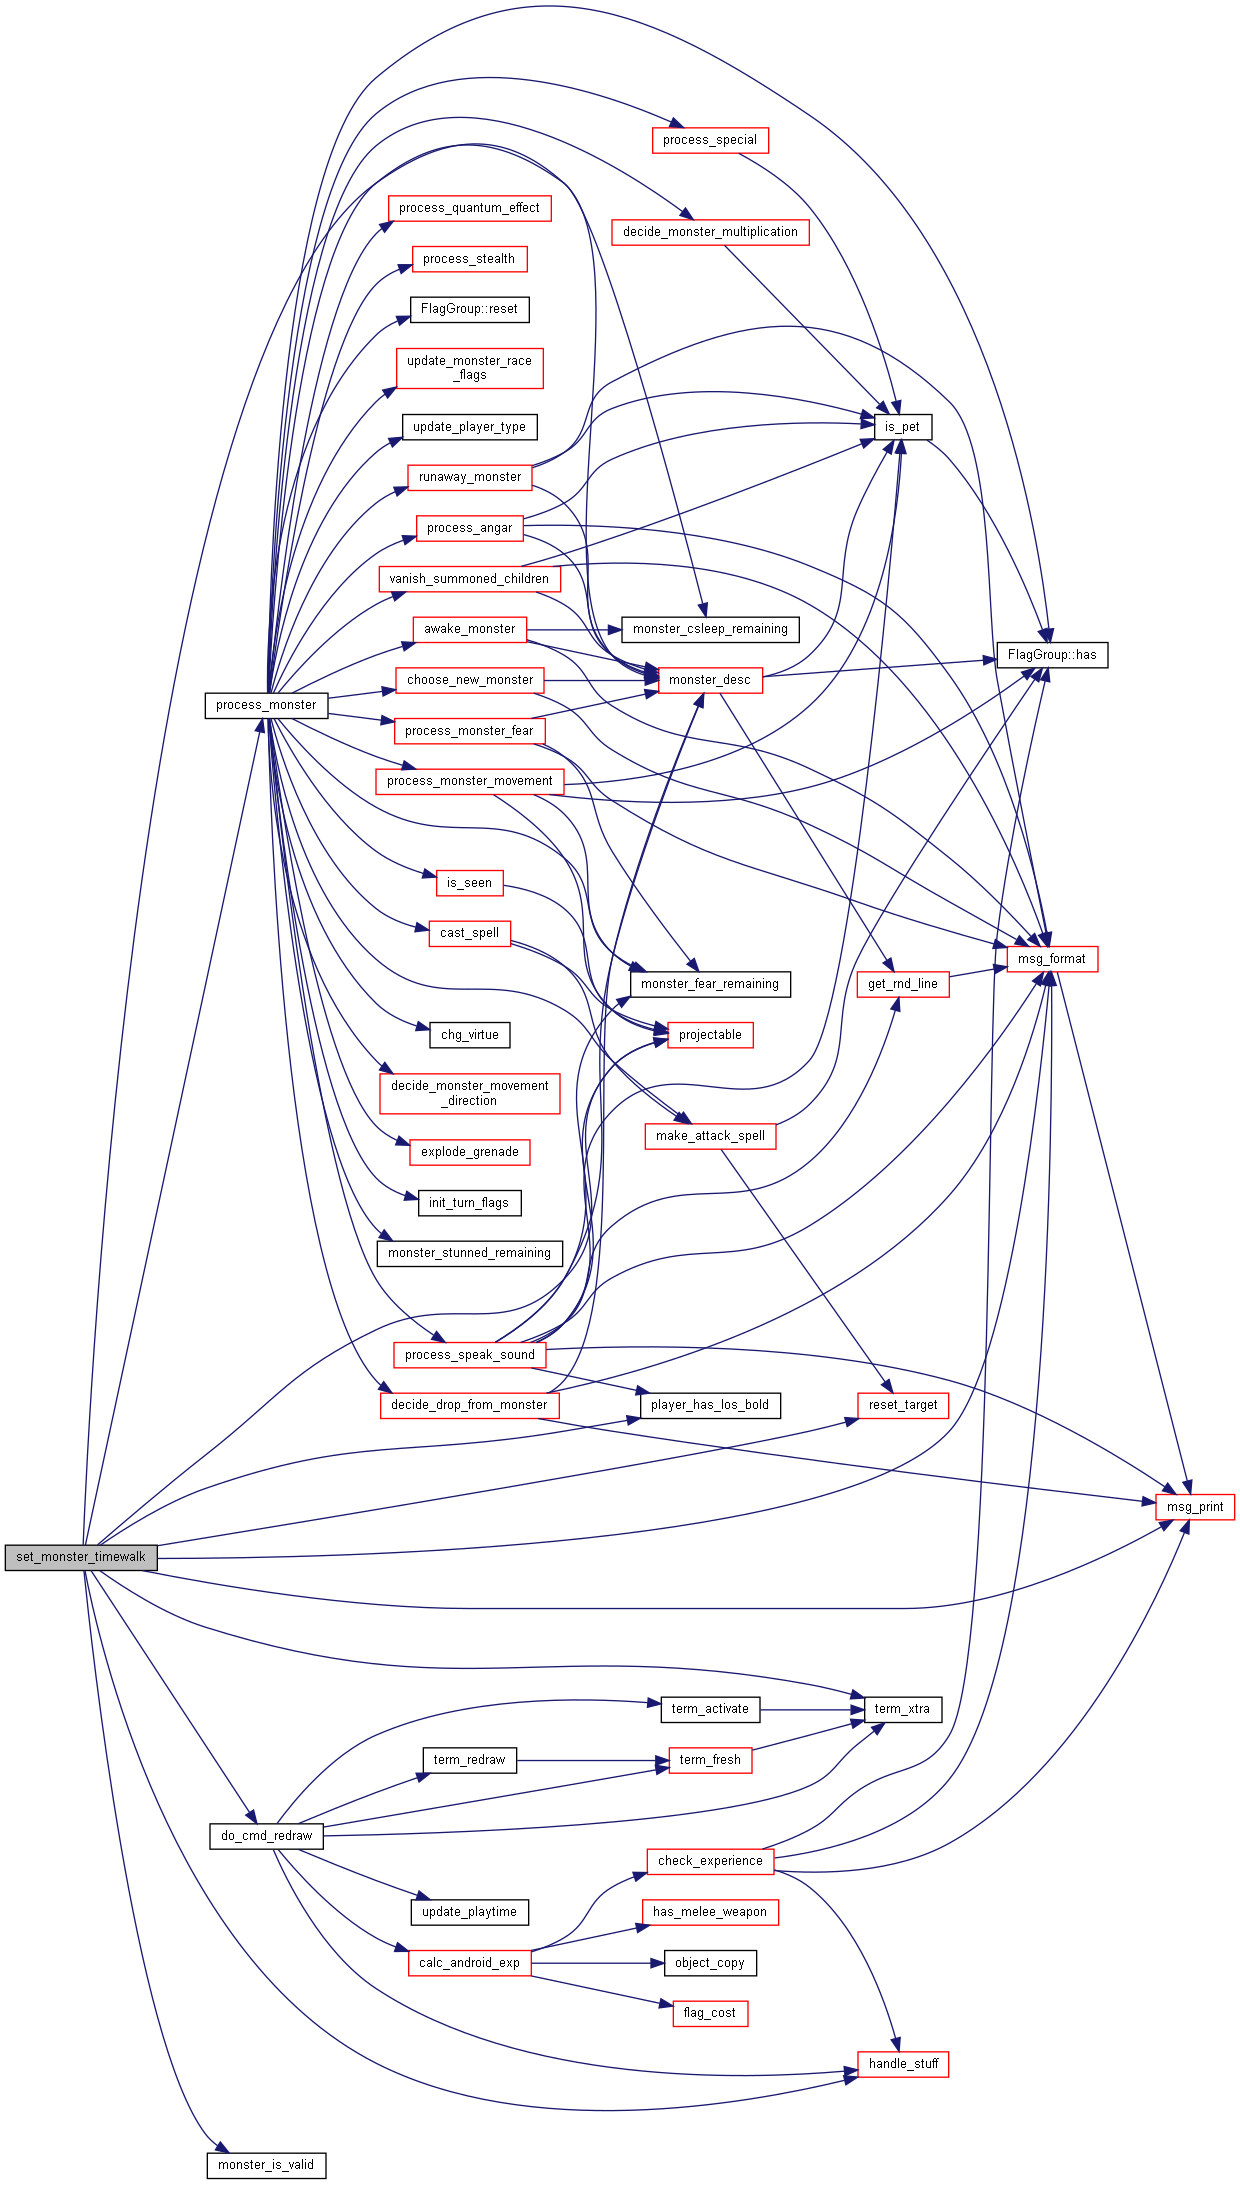 process_special
process_quantum_effect
decide_monster_multiplication
process_stealth
FlagGroup::reset
update_monster_race
_flags
update_player_type
is_pet
runaway_monster
process_angar
vanish_summoned_children
awake_monster
monster_csleep_remaining
FlagGroup::has
choose_new_monster
monster_desc
process_monster
process_monster_fear
process_monster_movement
is_seen
cast_spell
msg_format
monster_fear_remaining
get_rnd_line
chg_virtue
projectable
decide_monster_movement
_direction
make_attack_spell
explode_grenade
init_turn_flags
monster_stunned_remaining
process_speak_sound
decide_drop_from_monster
player_has_los_bold
reset_target
msg_print
set_monster_timewalk
term_activate
term_xtra
term_redraw
term_fresh
do_cmd_redraw
check_experience
update_playtime
has_melee_weapon
calc_android_exp
object_copy
flag_cost
handle_stuff
monster_is_valid